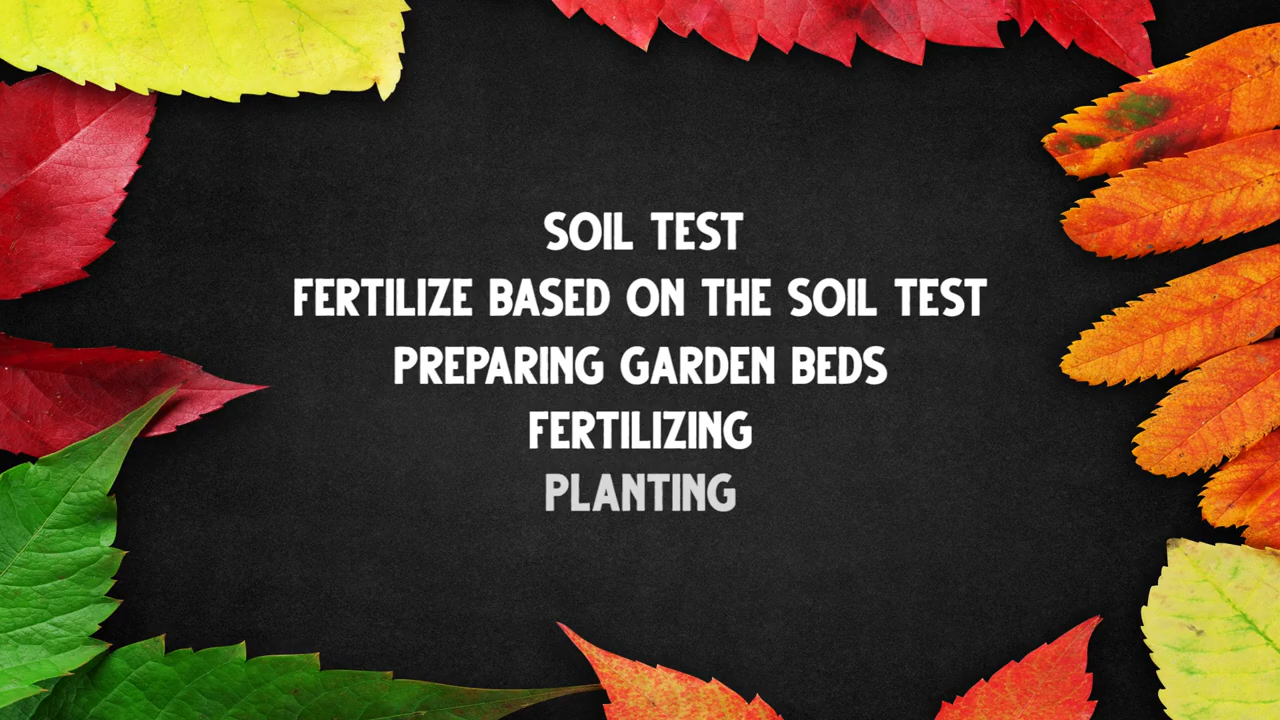 SOIL TEST
FERTILIZE BASED ON THE SOIL TEST
PREPARING GARDEN BEDS
FERTILIZING
PLANTING